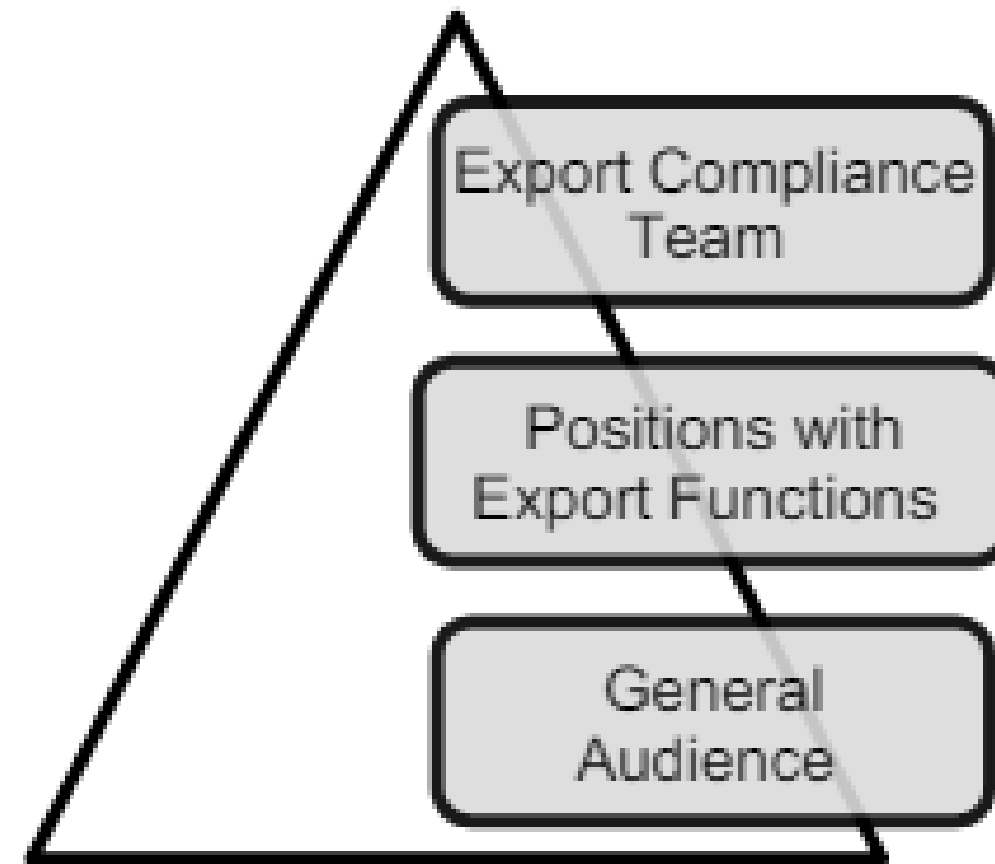 Export Compliance
Team
Positions with
Export Functions
General
Audience